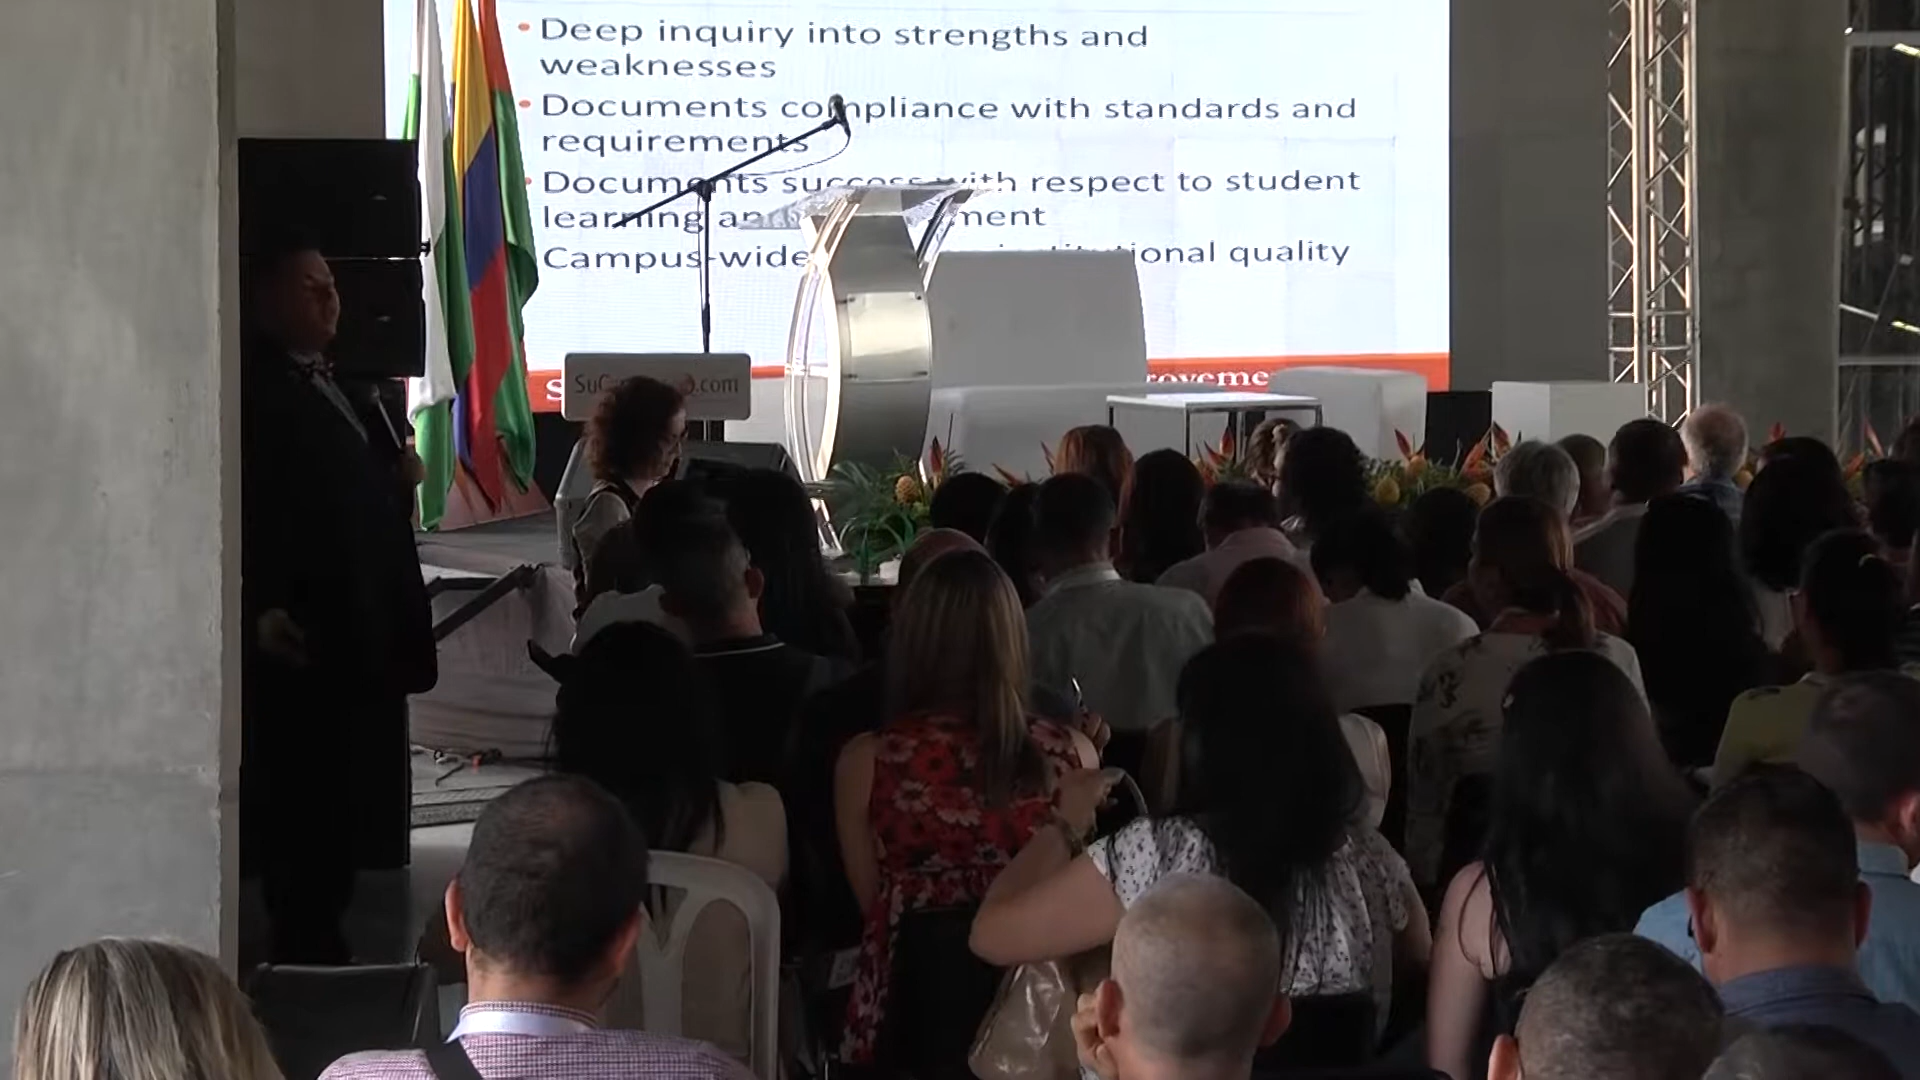 • Deep inquiry into strengths and
weaknesses
• Documents compliance with standards and
requirements
• Documents success with respect to student
learning
Campus-wide quality